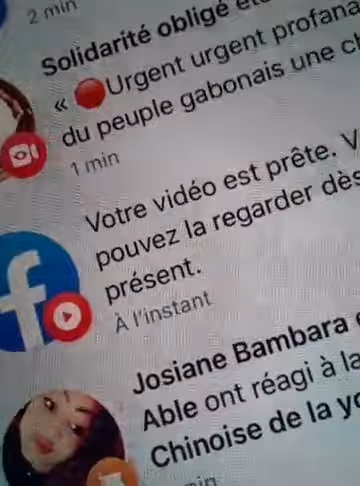 2 min
Solidarité obligé
« 🔴Urgent urgent profana
du peuple gabonais une
1 min
Votre vidéo est prête.
pouvez la regarder dès
présent.
À l'instant
Josiane Bambara
Able ont réagi à la
Chinoise de la